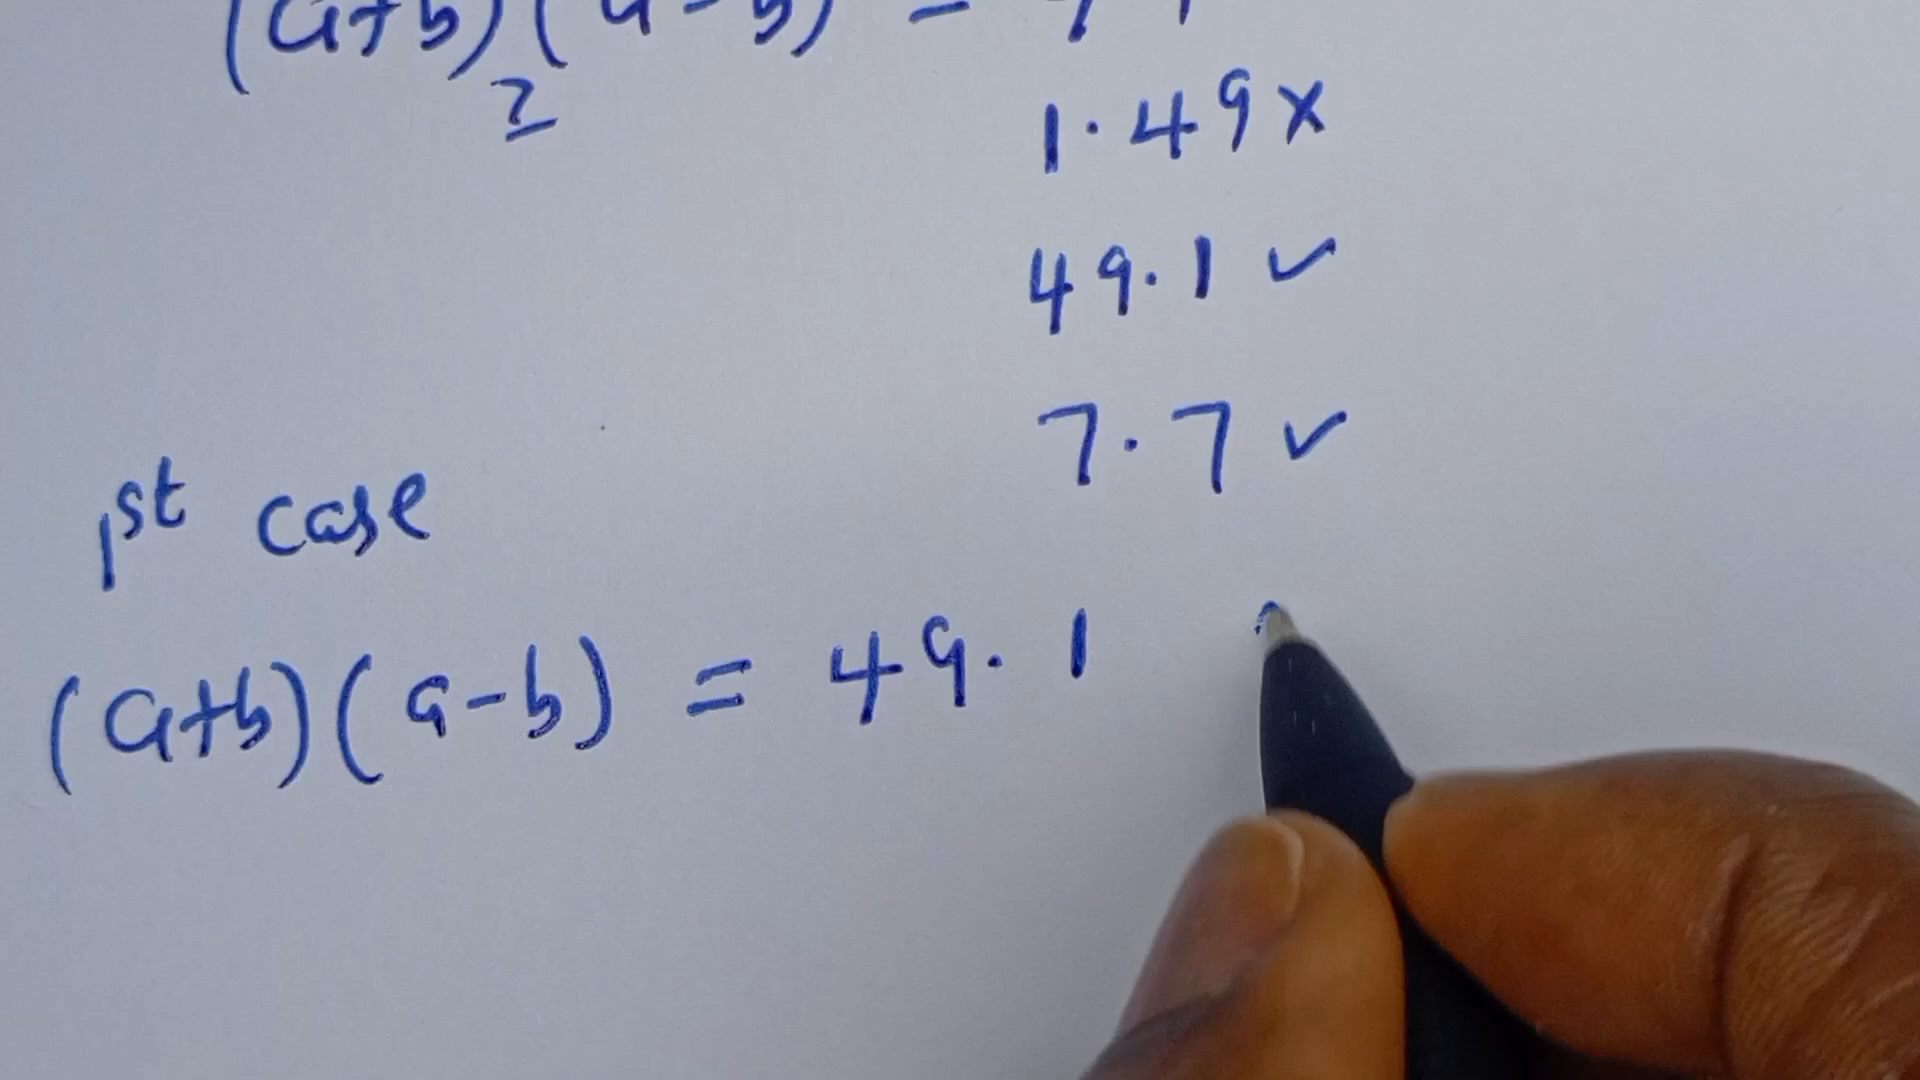 (a+b)(a-b) =
?
1.49 x
49.1 ✓
7.7 ✓
1st case
(a+b)(a-b) = 49.1